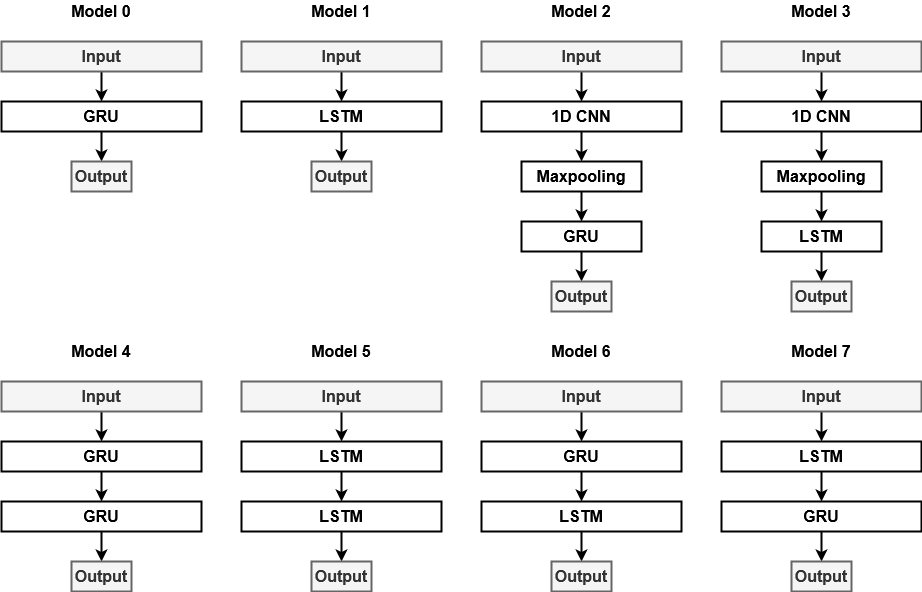 Model 0
Input
GRU
Output
Model 1
Input
LSTM
Output
Model 2
Input
1D CNN
Maxpooling
GRU
Output
Model 3
Input
1D CNN
Maxpooling
LSTM
Output
Model 4
Input
GRU
GRU
Output
Model 5
Input
LSTM
LSTM
Output
Model 6
Input
GRU
LSTM
Output
Model 7
Input
LSTM
GRU
Output